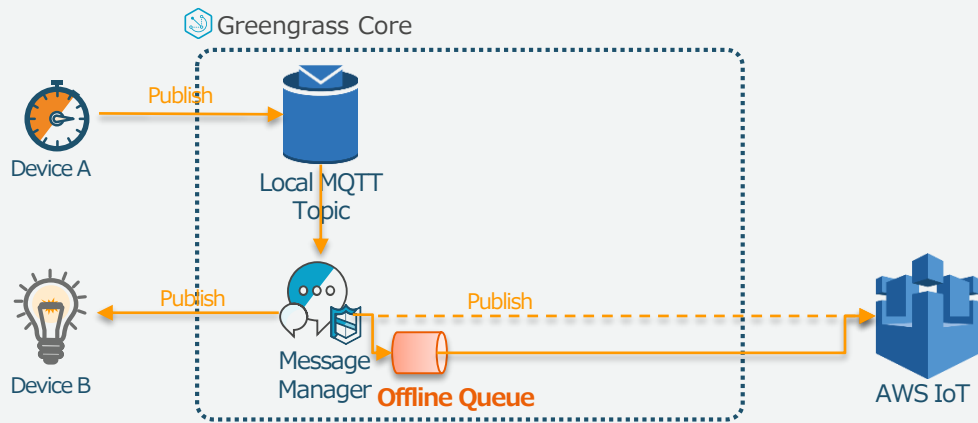 Greengrass Core
Publish
Device A
Local MQTT
Topic
Publish
Publish
Device B
Message
Manager
Offline Queue
AWS IoT